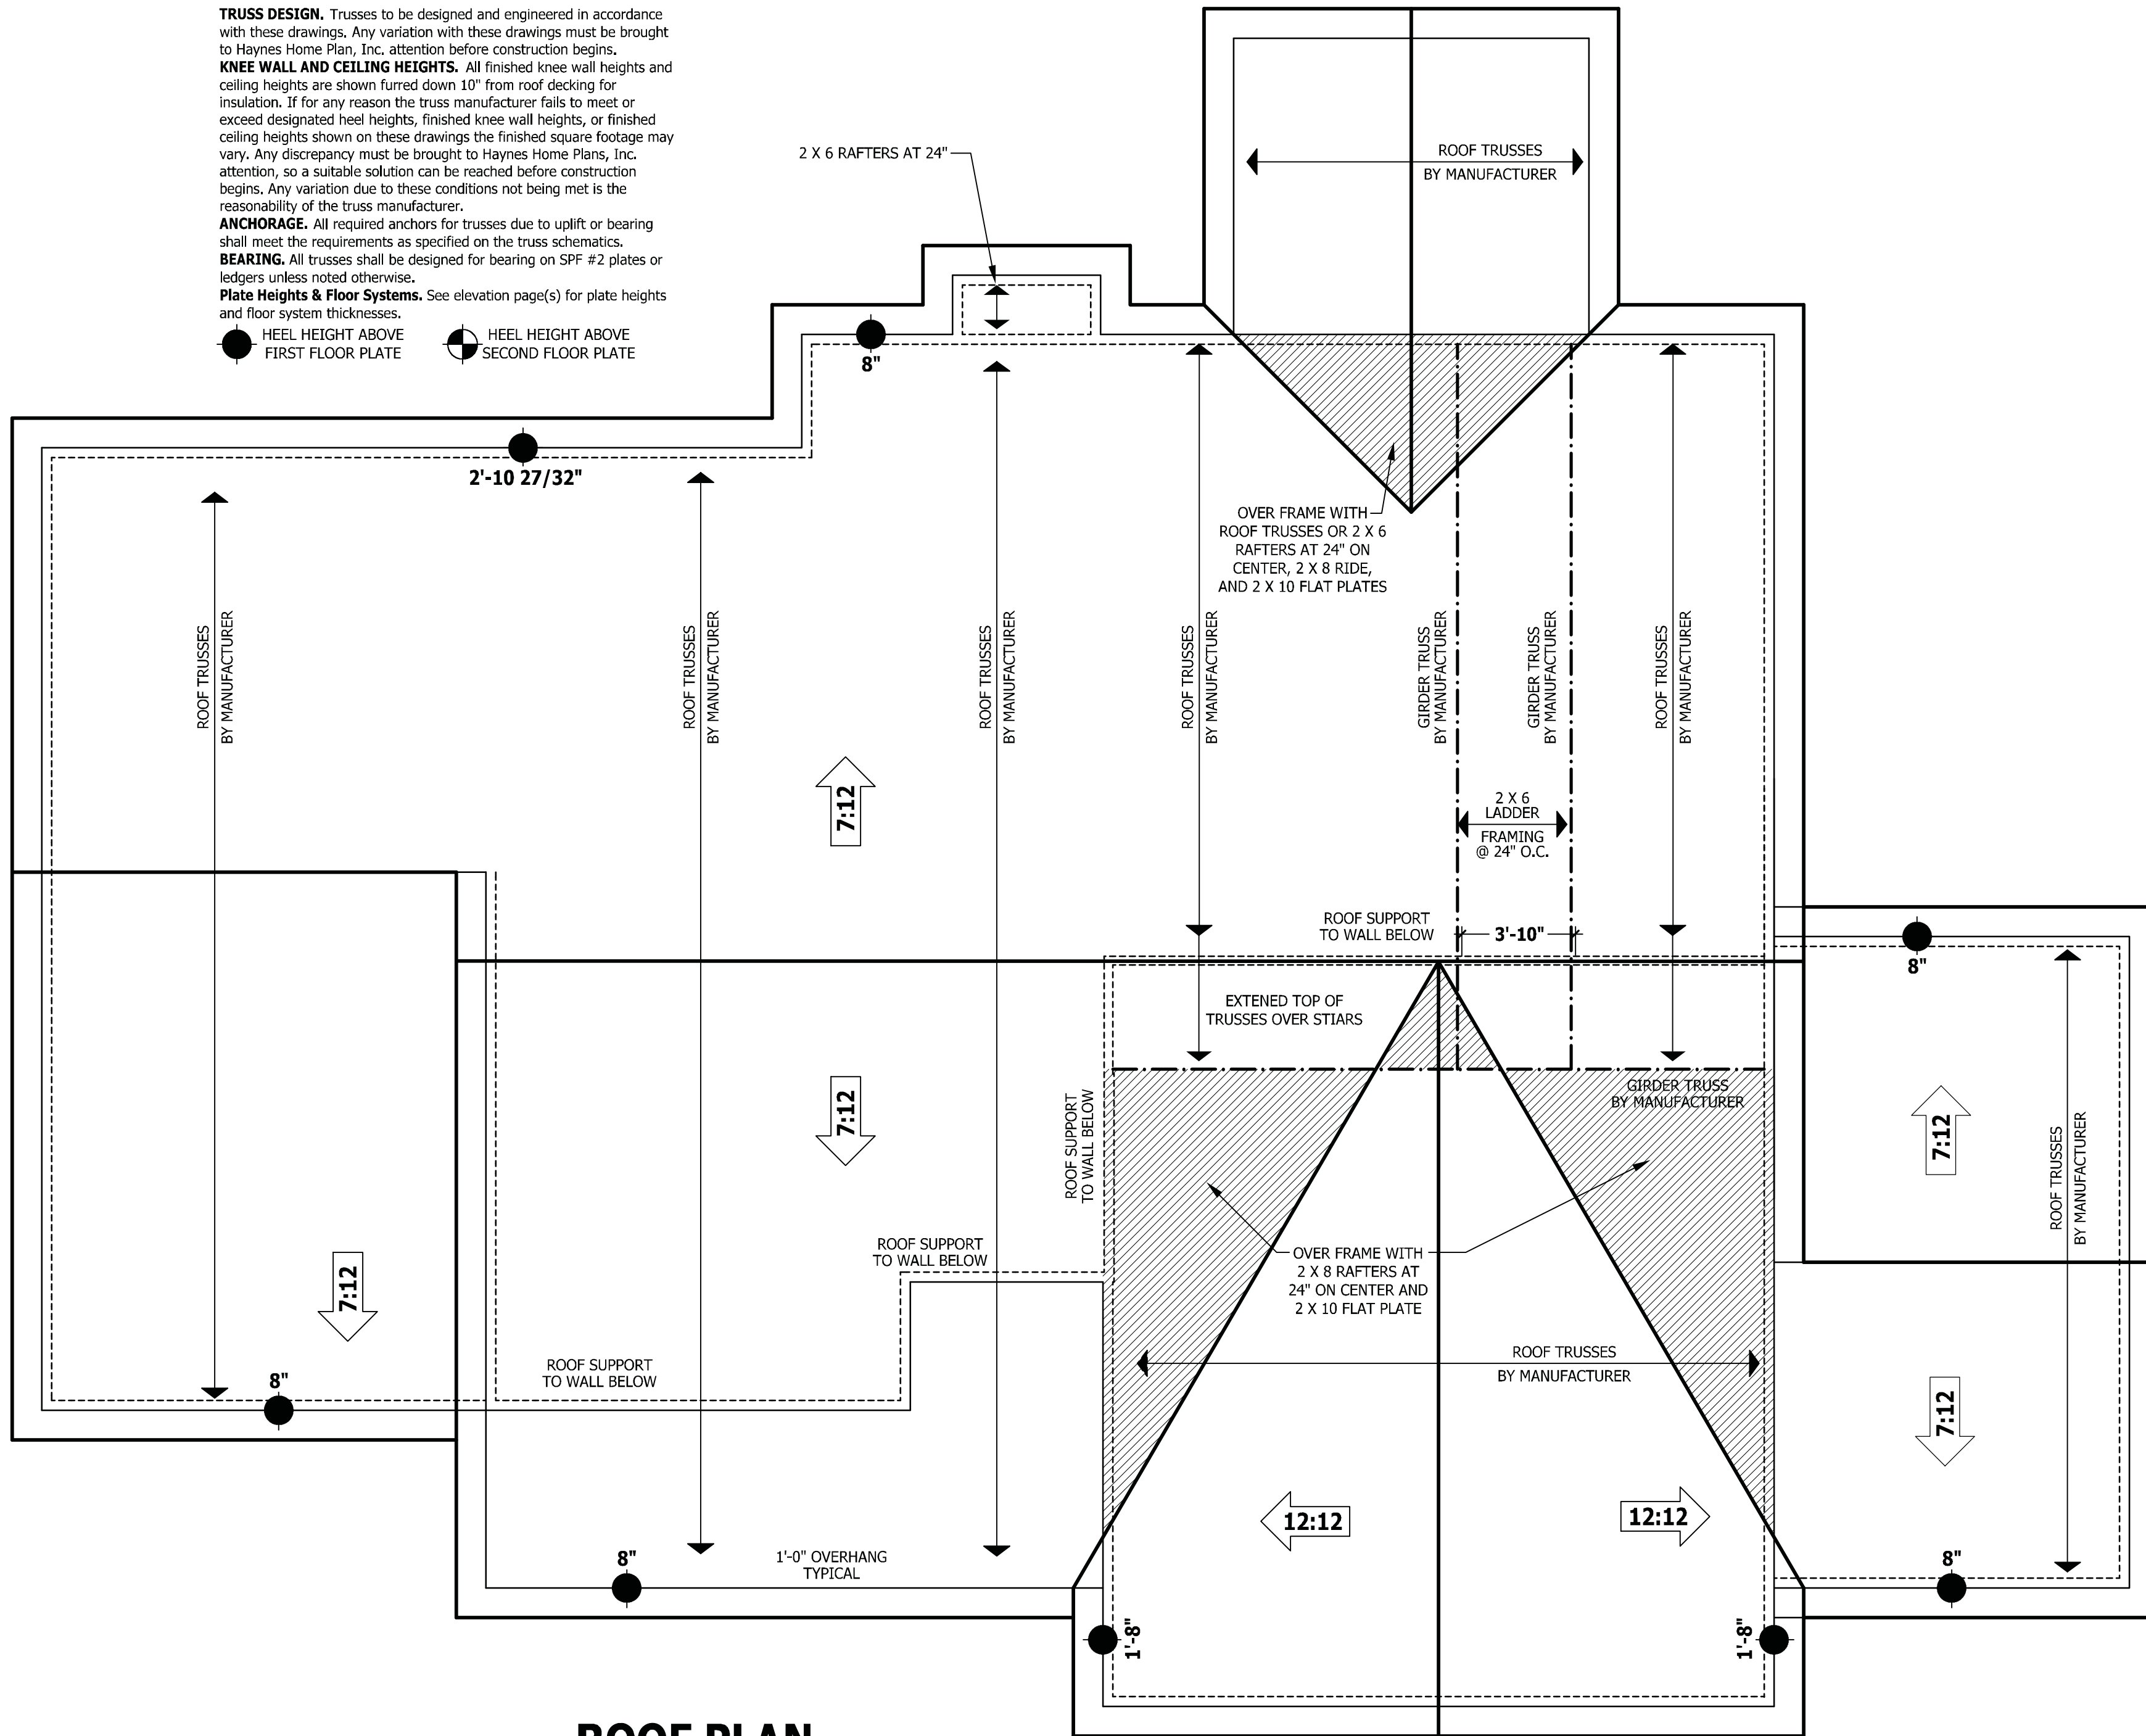 TRUSS DESIGN. Trusses to be designed and engineered in accordance
with these drawings. Any variation with these drawings must be brought
to Haynes Home Plan, Inc. attention before construction begins.
KNEE WALL AND CEILING HEIGHTS. All finished knee wall heights and
ceiling heights are shown furred down 10" from roof decking for
insulation. If for any reason the truss manufacturer fails to meet or
exceed designated heel heights, finished knee wall heights, or finished
ceiling heights shown on these drawings the finished square footage may
vary. Any discrepancy must be brought to Haynes Home Plans, Inc.
attention, so a suitable solution can be reached before construction
begins. Any variation due to these conditions not being met is the
reasonability of the truss manufacturer.
ANCHORAGE. All required anchors for trusses due to uplift or bearing
shall meet the requirements as specified on the truss schematics.
BEARING. All trusses shall be designed for bearing on SPF #2 plates or
ledgers unless noted otherwise.
Plate Heights & Floor Systems. See elevation page(s) for plate heights
and floor system thicknesses.
HEEL HEIGHT ABOVE
FIRST FLOOR PLATE
HEEL HEIGHT ABOVE
SECOND FLOOR PLATE
2 X 6 RAFTERS AT 24"
ROOF TRUSSES
BY MANUFACTURER
8"
2'-10 27/32"
OVER FRAME WITH
ROOF TRUSSES OR 2 X 6
RAFTERS AT 24" ON
CENTER, 2 X 8 RIDE,
AND 2 X 10 FLAT PLATES
ROOF TRUSSES
BY MANUFACTURER
ROOF TRUSSES
BY MANUFACTURER
ROOF TRUSSES
BY MANUFACTURER
ROOF TRUSSES
BY MANUFACTURER
GIRDER TRUSS
BY MANUFACTURER
GIRDER TRUSS
BY MANUFACTURER
ROOF TRUSSES
BY MANUFACTURER
7:12
2 X 6
LADDER
FRAMING
@ 24" O.C.
ROOF SUPPORT
TO WALL BELOW
3'-10"
8"
EXTENED TOP OF
TRUSSES OVER STIARS
7:12
ROOF SUPPORT
TO WALL BELOW
GIRDER TRUSS
BY MANUFACTURER
7:12
ROOF TRUSSES
BY MANUFACTURER
ROOF SUPPORT
TO WALL BELOW
OVER FRAME WITH
2 X 8 RAFTERS AT
24" ON CENTER AND
2 X 10 FLAT PLATE
7:12
ROOF SUPPORT
TO WALL BELOW
8"
ROOF TRUSSES
BY MANUFACTURER
7:12
12:12
12:12
8"
1'-0" OVERHANG
TYPICAL
8"
1'-8"
1'-8"
ROOF PLAN